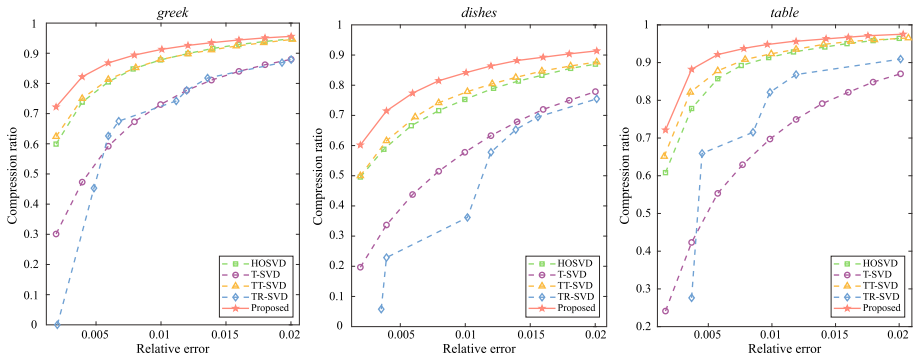 greek
1
0.9
0.8
0.7
0.6
0.5
0.4
0.3
0.2
0.1
0
Compression ratio
HOSVD
T-SVD
TT-SVD
TR-SVD
Proposed
0.005
0.01
0.015
0.02
Relative error
dishes
1
0.9
0.8
0.7
0.6
0.5
0.4
0.3
0.2
0.1
0
Compression ratio
HOSVD
T-SVD
TT-SVD
TR-SVD
Proposed
0.005
0.01
0.015
0.02
Relative error
table
1
0.9
0.8
0.7
0.6
0.5
0.4
0.3
0.2
Compression ratio
HOSVD
T-SVD
TT-SVD
TR-SVD
Proposed
0.005
0.01
0.015
0.02
Relative error